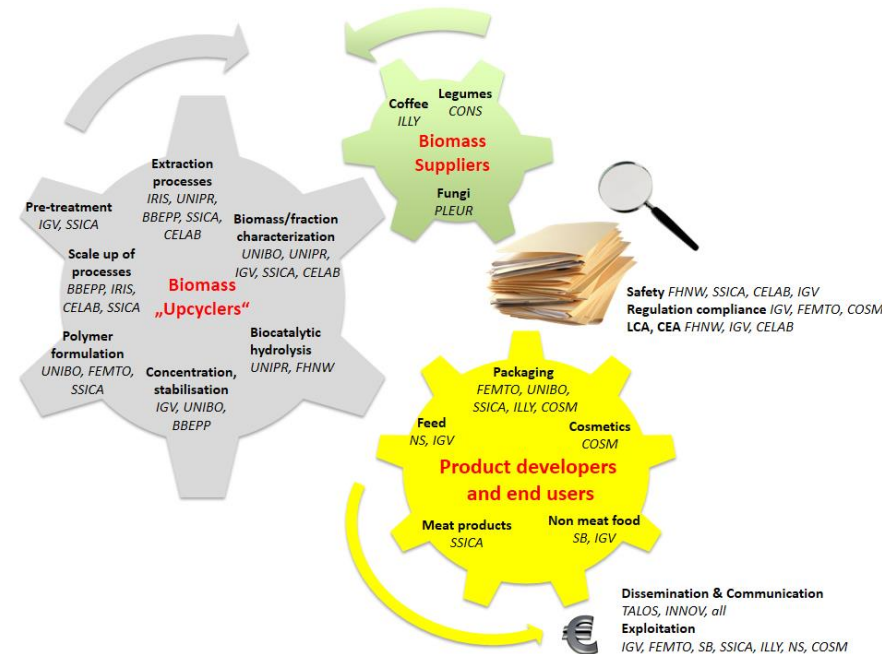 Coffee
ILLY
Legumes
CONS
Biomass
Suppliers
Fungi
PLEUR
Extraction
processes
IRIS, UNIPR,
BBEPP, SSICA,
CELAB
Pre-treatment
IGV, SSICA
Biomass/fraction
characterization
UNIBO, UNIPR,
IGV, SSICA, CELAB
Scale up of
processes
BBEPP, IRIS,
CELAB, SSICA
Biomass
„Upcyclers“
Polymer
formulation
UNIBO, FEMTO,
SSICA
Concentration,
stabilisation
IGV, UNIBO,
BBEPP
Biocatalytic
hydrolysis
UNIPR, FHNW
Safety FHNW, SSICA, CELAB, IGV
Regulation compliance IGV, FEMTO, COSM
LCA, CEA FHNW, IGV, CELAB
Packaging
FEMTO, UNIBO,
SSICA, ILLY, COSM
Feed
NS, IGV
Cosmetics
COSM
Product developers
and end users
Meat products
SSICA
Non meat food
SB, IGV
Dissemination & Communication
TALOS, INNOV, all
Exploitation
IGV, FEMTO, SB, SSICA, ILLY, NS, COSM
€